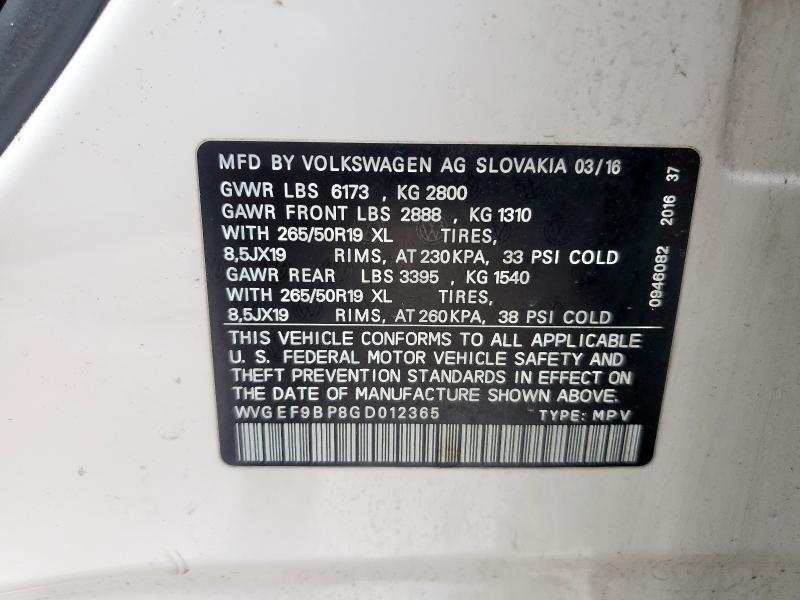 MFD BY VOLKSWAGEN AG SLOVAKIA 03/16
GVWR LBS 6173 , KG 2800
GAWR FRONT LBS 2888 , KG 1310
WITH 265/50R19 XL TIRES,
8,5JX19 RIMS, AT 230KPA, 33 PSI COLD
GAWR REAR LBS 3395 , KG 1540
WITH 265/50R19 XL TIRES,
8,5JX19 RIMS, AT 260KPA, 38 PSI COLD
THIS VEHICLE CONFORMS TO ALL APPLICABLE
U. S. FEDERAL MOTOR VEHICLE SAFETY AND
THEFT PREVENTION STANDARDS IN EFFECT ON
THE DATE OF MANUFACTURE SHOWN ABOVE.
WVGEF9BP8GD012365 TYPE: MPV
0946082 2016 37